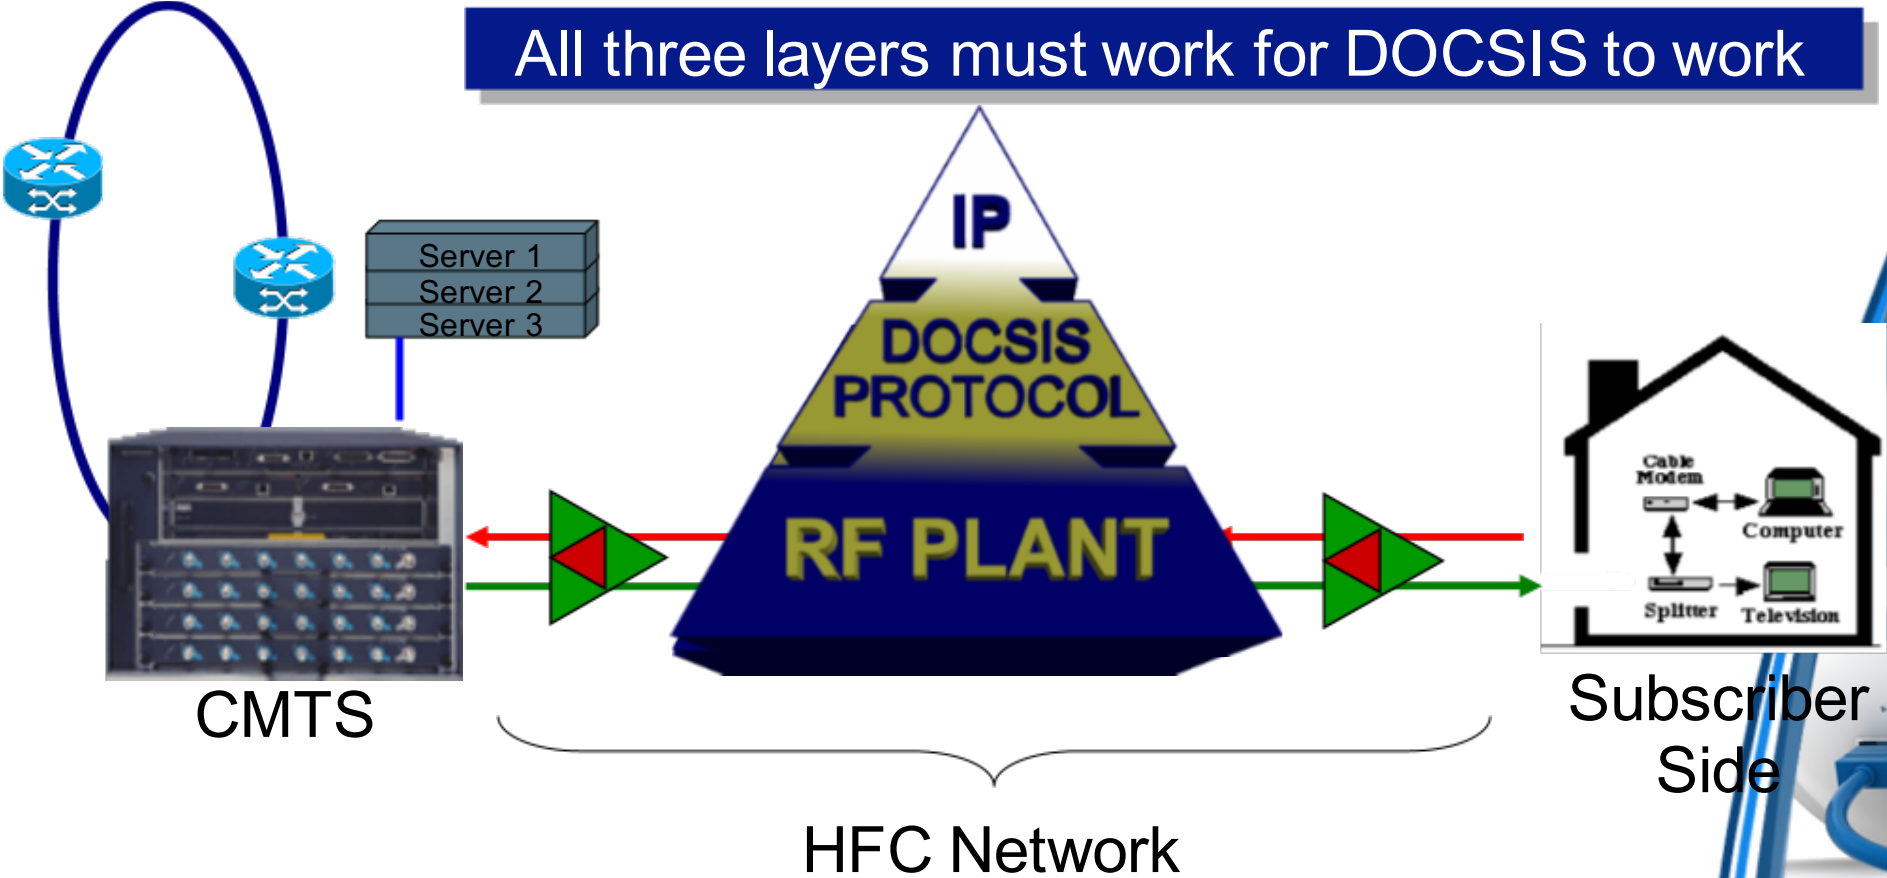 All three layers must work for DOCSIS to work
IP
DOCSIS
PROTOCOL
RF PLANT
Server 1
Server 2
Server 3
CMTS
Cable
Modem
Computer
Splitter
Television
Subscriber
Side
HFC Network